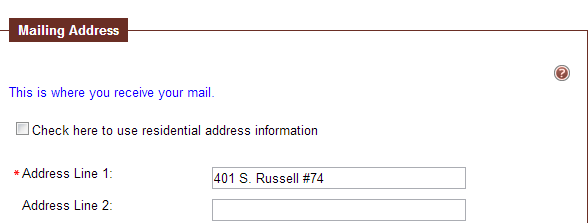 Mailing Address
?
This is where you receive your mail.
Check here to use residential address information
* Address Line 1: 401 S. Russell #74
Address Line 2: